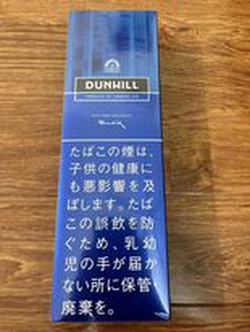 DUNHILL
たばこの煙は、
子供の健康に
も悪影響を及
ぼします。たば
この誤飲を防
ぐため、乳幼
児の手が届か
ない所に保管
廃棄を。